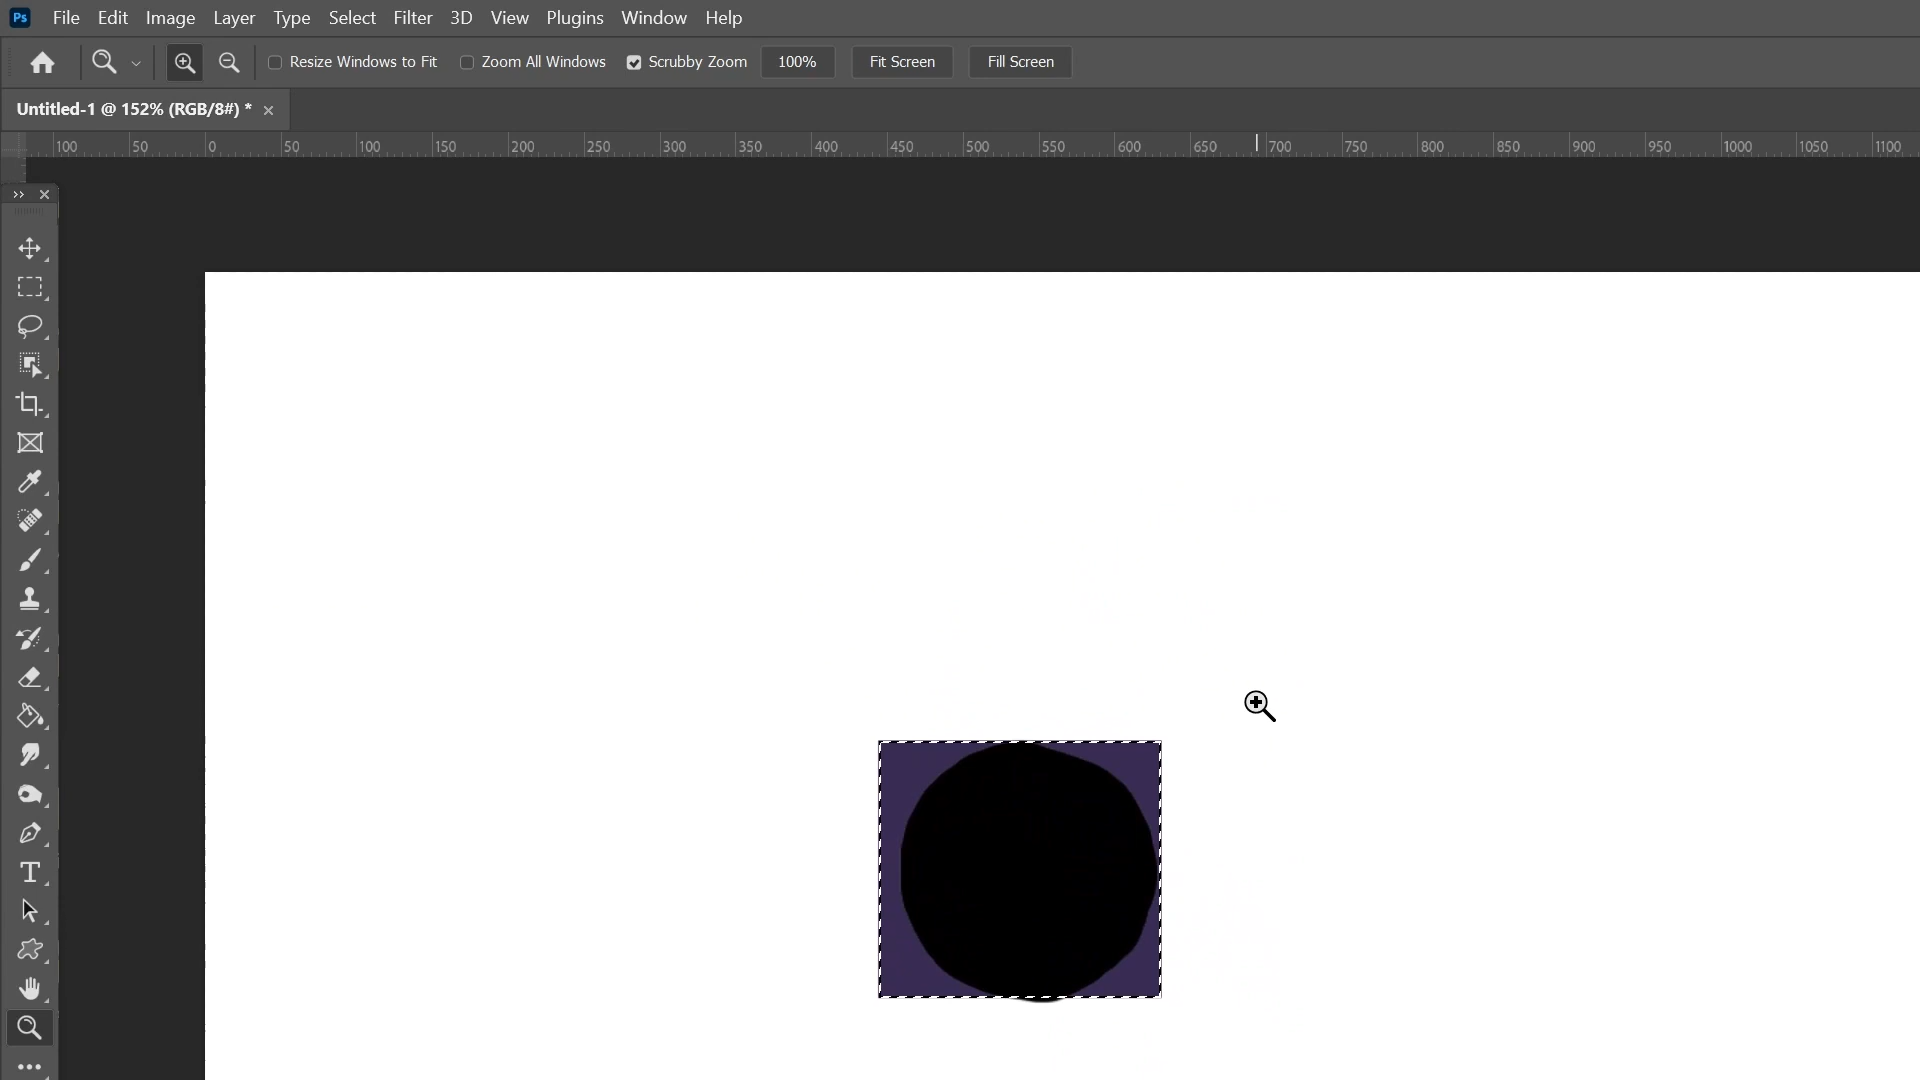 Ps File Edit Image Layer Type Select Filter 3D View Plugins Window Help
Resize Windows to Fit Zoom All Windows Scrubby Zoom 100% Fit Screen Fill Screen
Untitled-1 @ 152% (RGB/8#) *
100 50 0 50 100 150 200 250 300 350 400 450 500 550 600 650 700 750 800 850 900 950 1000 1050 1100
T